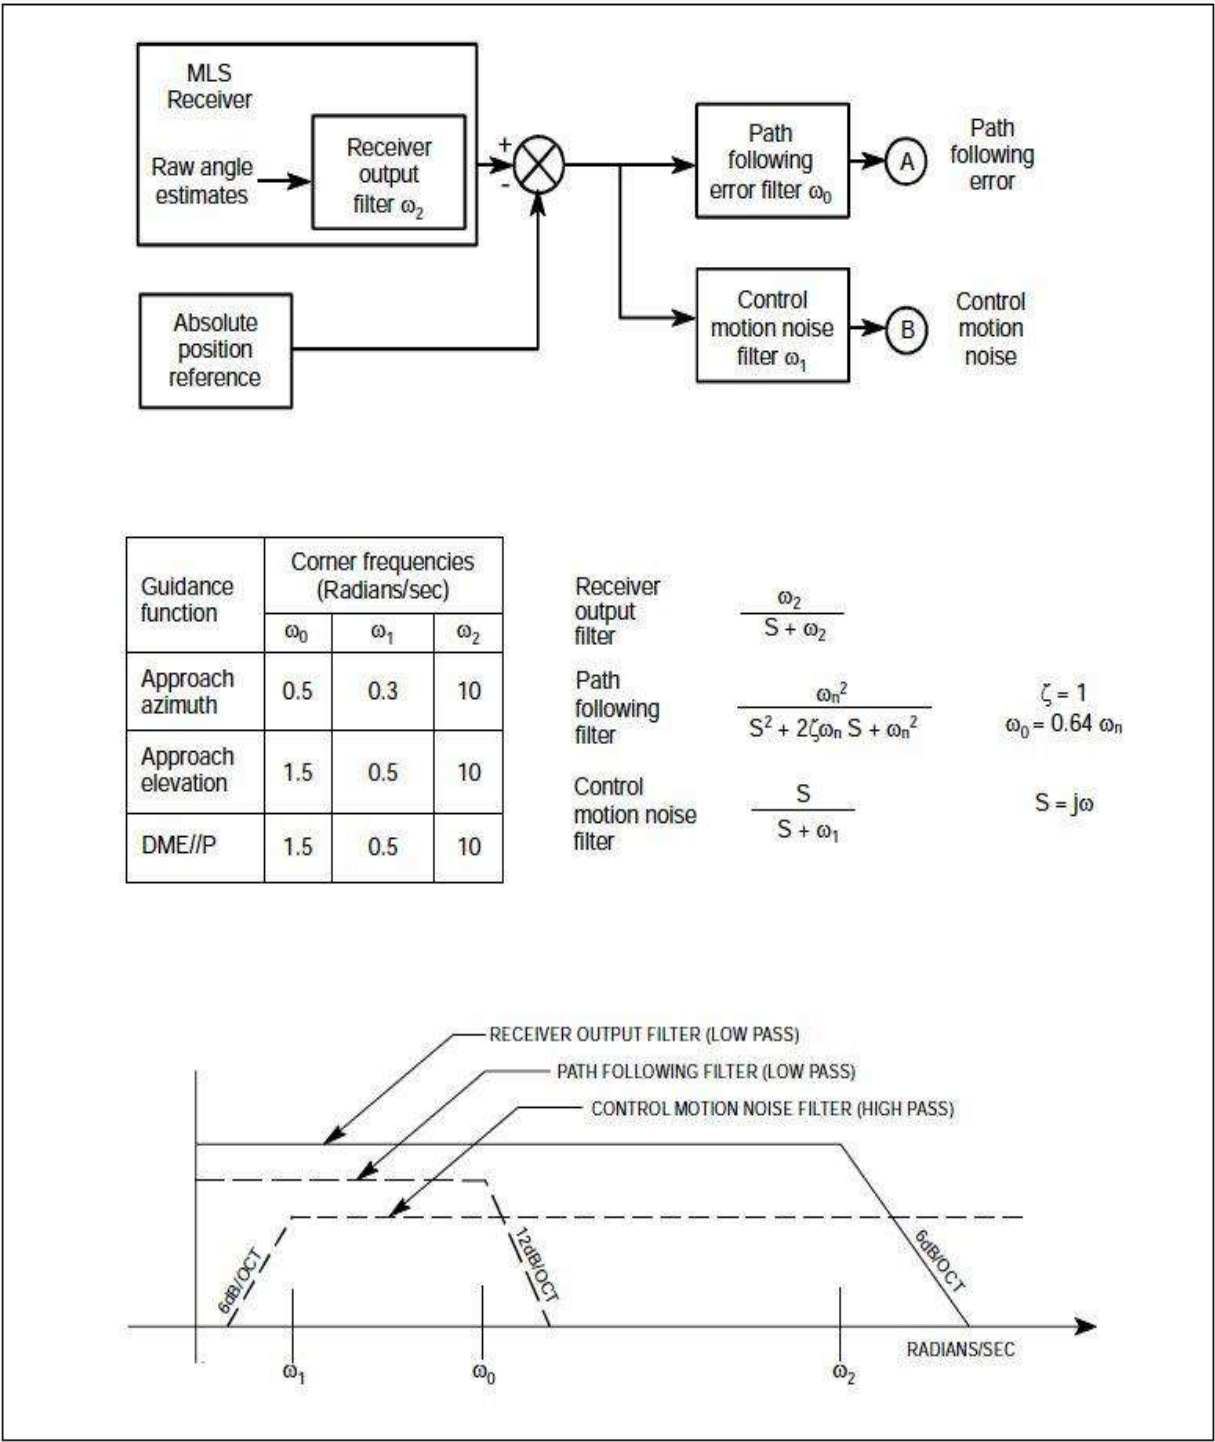 MLS
Receiver
Raw angle
estimates
Receiver
output
filter ω2
+
-
Absolute
position
reference
Path
following
error filter ω0
A
Path
following
error
Control
motion noise
filter ω1
B
Control
motion
noise
Guidance
function
Corner frequencies
(Radians/sec)
ω0 ω1 ω2
Approach
azimuth
0.5 0.3 10
Approach
elevation
1.5 0.5 10
DME//P 1.5 0.5 10
Receiver
output
filter
ω2
S + ω2
Path
following
filter
ωn²
S² + 2ζωn S + ωn²
ζ = 1
ω0 = 0.64 ωn
Control
motion noise
filter
S
S + ω1
S = jω
RECEIVER OUTPUT FILTER (LOW PASS)
PATH FOLLOWING FILTER (LOW PASS)
CONTROL MOTION NOISE FILTER (HIGH PASS)
6dB/OCT
12dB/OCT
6dB/OCT
RADIANS/SEC
ω1 ω0 ω2